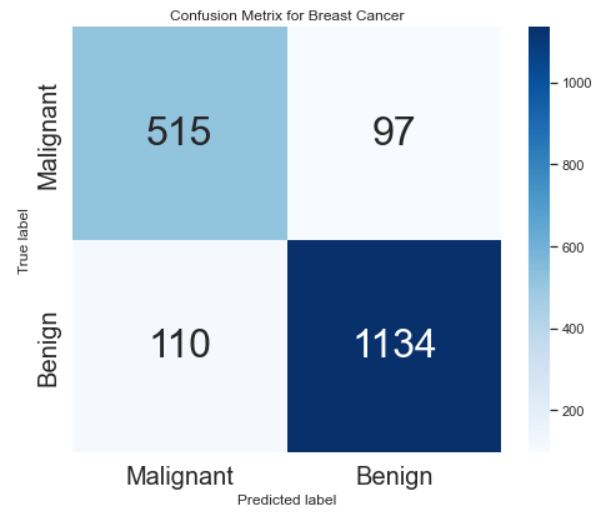 Confusion Metrix for Breast Cancer
Malignant
515
97
Benign
110
1134
True label
Malignant
Benign
Predicted label
1000
800
600
400
200